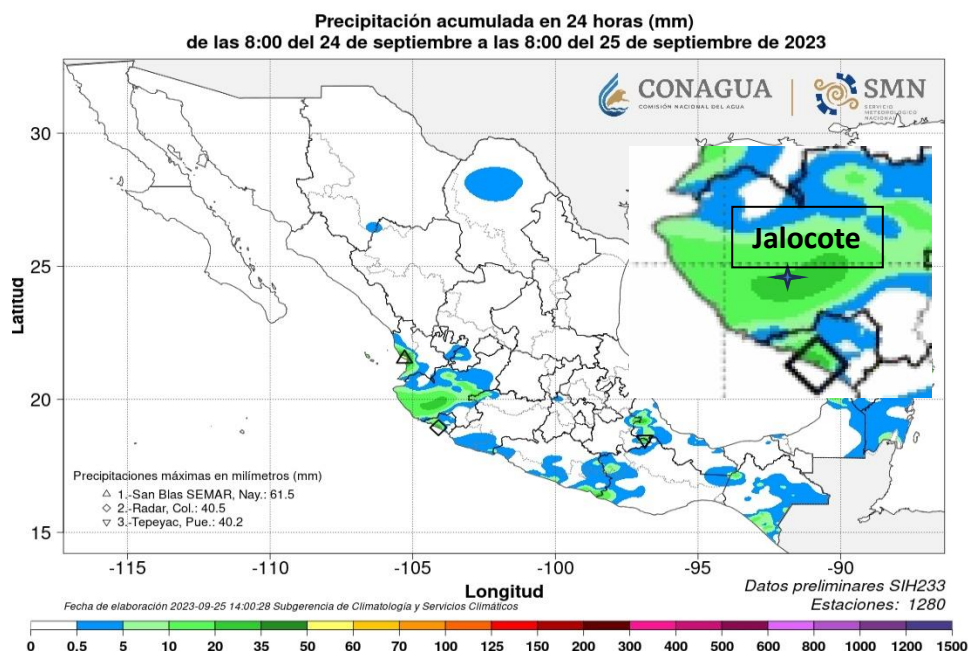 Precipitación acumulada en 24 horas (mm)
de las 8:00 del 24 de septiembre a las 8:00 del 25 de septiembre de 2023
CONAGUA
COMISIÓN NACIONAL DEL AGUA
SMN
SERVICIO
METEOROLÓGICO
NACIONAL
30
25
20
15
Latitud
Jalocote
Precipitaciones máximas en milímetros (mm)
1.-San Blas SEMAR, Nay.: 61.5
2.-Radar, Col.: 40.5
3.-Tepeyac, Pue.: 40.2
-115
-110
-105
-100
-95
-90
Longitud
Datos preliminares SIH233
Estaciones: 1280
Fecha de elaboración 2023-09-25 14:00:28 Subgerencia de Climatología y Servicios Climáticos
0 0.5 5 10 20 35 50 60 70 100 125 150 200 300 400 500 600 800 1000 1200 1500